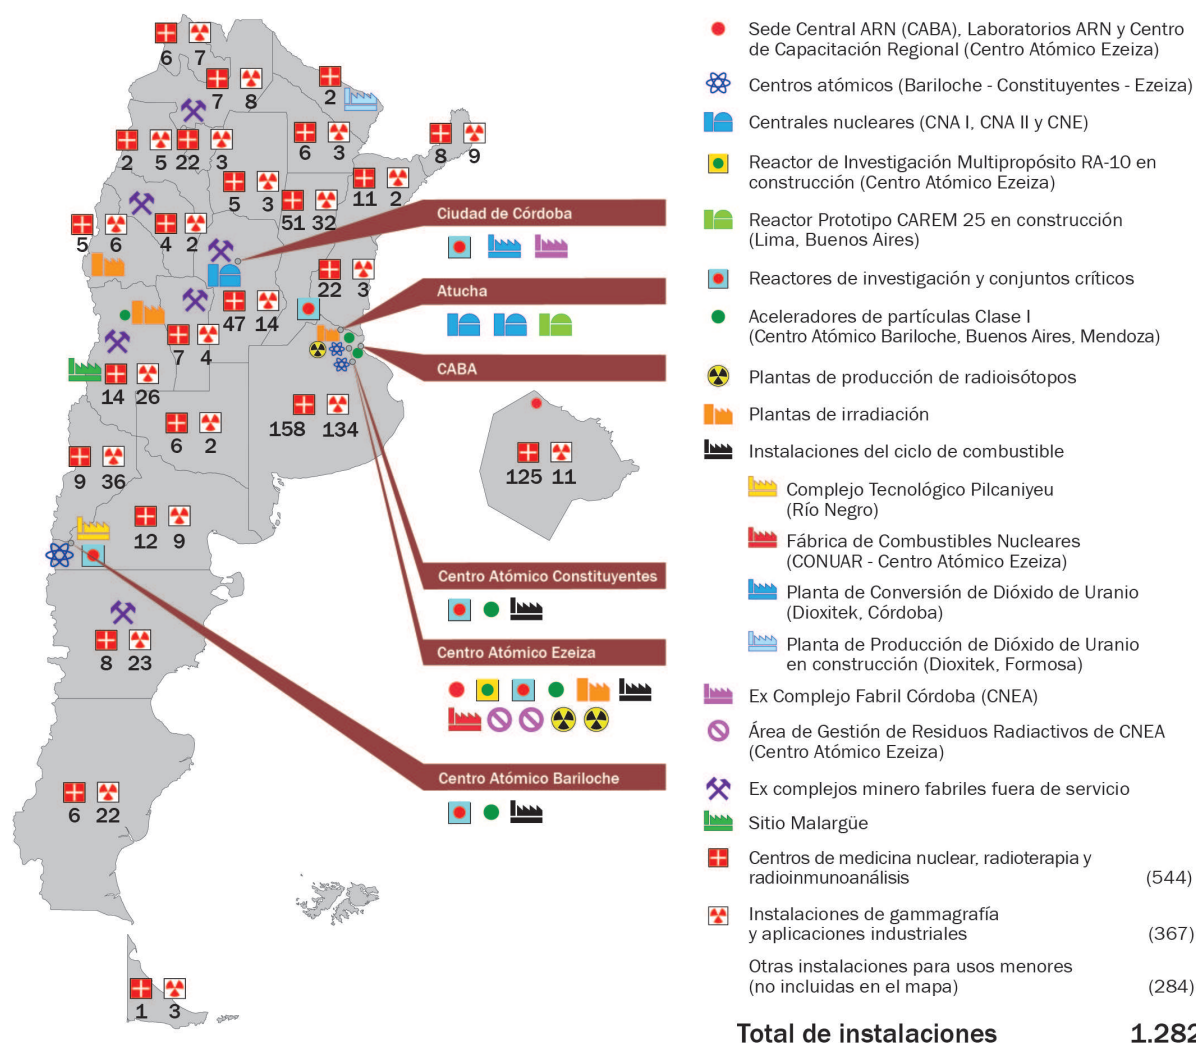 6 7
7 8
2
2 5 22 3
6 3
8 9
5 3
11 2
51 32
5 6
4 2
22 3
47 14
7 4
14 26
158 134
6 2
9 36
12 9
8 23
6 22
1 3
125 11
Ciudad de Córdoba
Atucha
CABA
Centro Atómico Constituyentes
Centro Atómico Ezeiza
Centro Atómico Bariloche
Sede Central ARN (CABA), Laboratorios ARN y Centro
de Capacitación Regional (Centro Atómico Ezeiza)
Centros atómicos (Bariloche - Constituyentes - Ezeiza)
Centrales nucleares (CNA I, CNA II y CNE)
Reactor de Investigación Multipropósito RA-10 en
construcción (Centro Atómico Ezeiza)
Reactor Prototipo CAREM 25 en construcción
(Lima, Buenos Aires)
Reactores de investigación y conjuntos críticos
Aceleradores de partículas Clase I
(Centro Atómico Bariloche, Buenos Aires, Mendoza)
Plantas de producción de radioisótopos
Plantas de irradiación
Instalaciones del ciclo de combustible
Complejo Tecnológico Pilcaniyeu
(Río Negro)
Fábrica de Combustibles Nucleares
(CONUAR - Centro Atómico Ezeiza)
Planta de Conversión de Dióxido de Uranio
(Dioxitek, Córdoba)
Planta de Producción de Dióxido de Uranio
en construcción (Dioxitek, Formosa)
Ex Complejo Fabril Córdoba (CNEA)
Área de Gestión de Residuos Radiactivos de CNEA
(Centro Atómico Ezeiza)
Ex complejos minero fabriles fuera de servicio
Sitio Malargüe
Centros de medicina nuclear, radioterapia y
radioinmunoanálisis (544)
Instalaciones de gammagrafía
y aplicaciones industriales (367)
Otras instalaciones para usos menores
(no incluidas en el mapa) (284)
Total de instalaciones 1.282